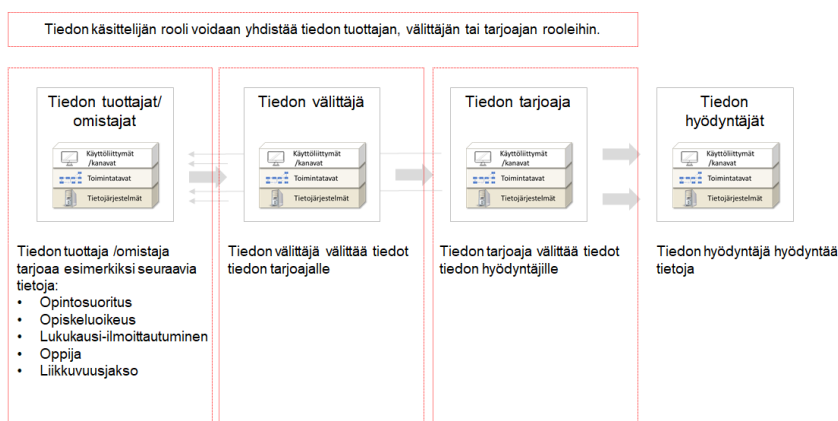 Tiedon käsittelijän rooli voidaan yhdistää tiedon tuottajan, välittäjän tai tarjoajan rooleihin.
Tiedon tuottajat/
omistajat
Käyttöliittymät
/kanavat
Toimintatavat
Tietojärjestelmät
Tiedon tuottaja /omistaja
tarjoaa esimerkiksi seuraavia
tietoja:
• Opintosuoritus
• Opiskeluoikeus
• Lukukausi-ilmoittautuminen
• Oppija
• Liikkuvuusjakso
Tiedon välittäjä
Käyttöliittymät
/kanavat
Toimintatavat
Tietojärjestelmät
Tiedon välittäjä välittää tiedot
tiedon tarjoajalle
Tiedon tarjoaja
Käyttöliittymät
/kanavat
Toimintatavat
Tietojärjestelmät
Tiedon tarjoaja välittää tiedot
tiedon hyödyntäjille
Tiedon
hyödyntäjät
Käyttöliittymät
/kanavat
Toimintatavat
Tietojärjestelmät
Tiedon hyödyntäjä hyödyntää
tietoja